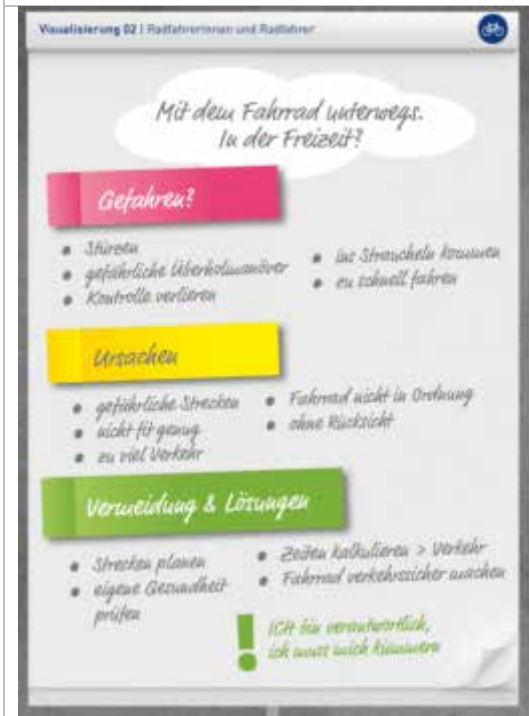 Visualisierung 02 | Radfahrerinnen und Radfahrer
Mit dem Fahrrad unterwegs.
In der Freizeit?
Gefahren?
Stürzen
gefährliche Überholmanöver
Kontrolle verlieren
ins Straucheln kommen
zu schnell fahren
Ursachen
gefährliche Strecken
nicht fit genug
zu viel Verkehr
Fahrrad nicht in Ordnung
ohne Rücksicht
Vermeidung & Lösungen
Strecken planen
eigene Gesundheit
prüfen
Zeiten kalkulieren > Verkehr
Fahrrad verkehrssicher machen
! ICH bin verantwortlich,
ich muss mich kümmern